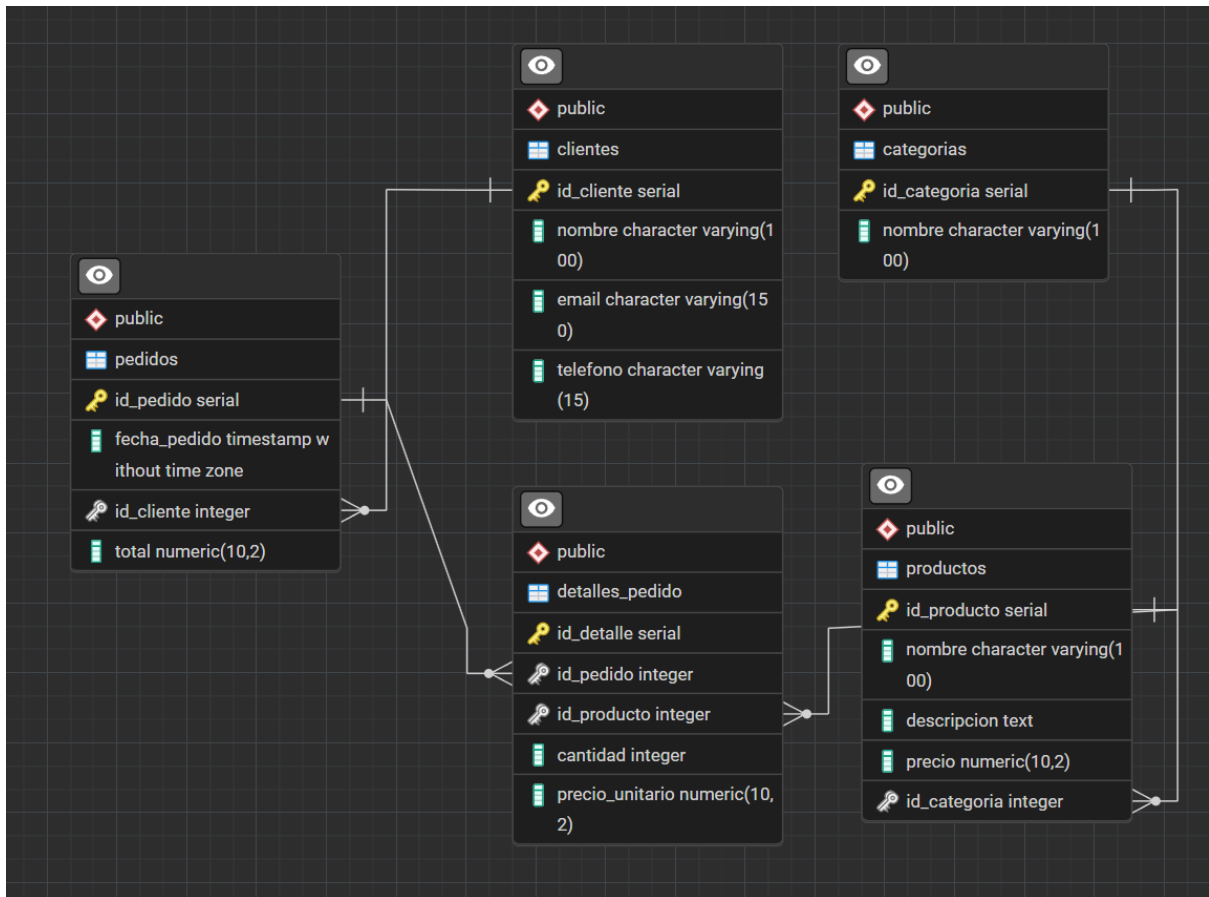 public
clientes
id_cliente serial
nombre character varying(1
00)
email character varying(15
0)
telefono character varying
(15)
public
categorias
id_categoria serial
nombre character varying(1
00)
public
pedidos
id_pedido serial
fecha_pedido timestamp w
ithout time zone
id_cliente integer
total numeric(10,2)
public
detalles_pedido
id_detalle serial
id_pedido integer
id_producto integer
cantidad integer
precio_unitario numeric(10,
2)
public
productos
id_producto serial
nombre character varying(1
00)
descripcion text
precio numeric(10,2)
id_categoria integer